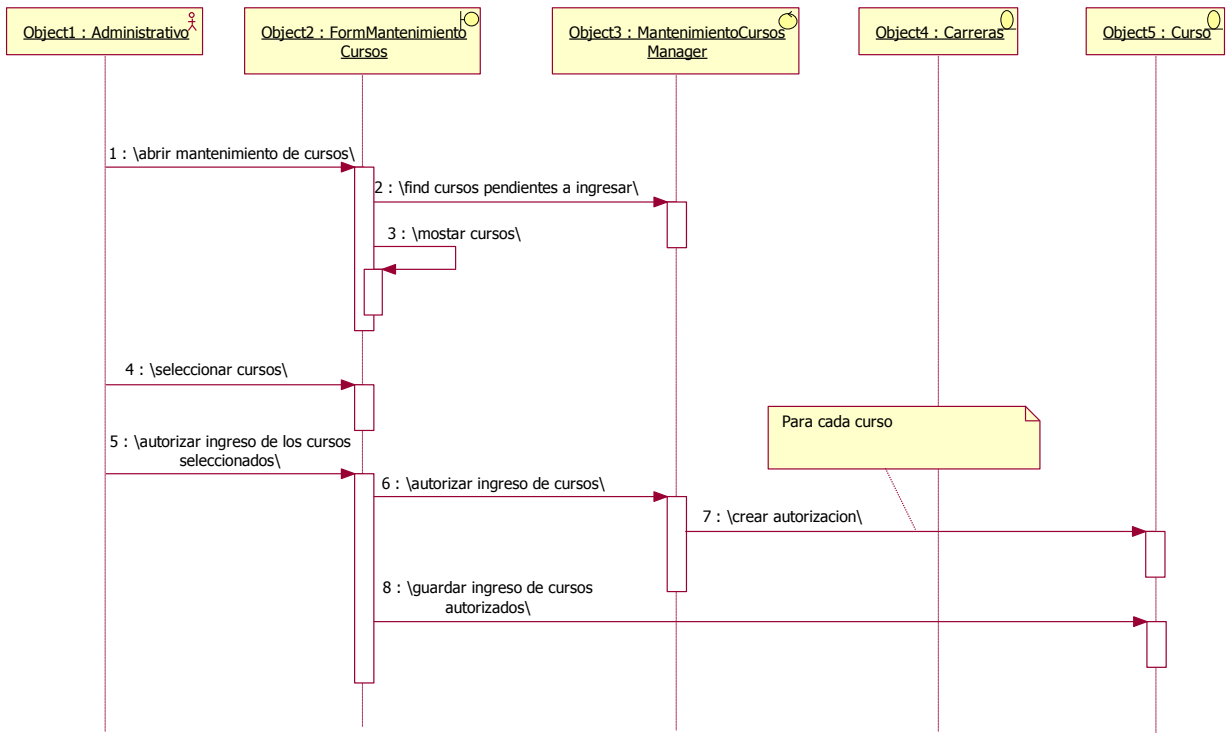 Object1 : Administrativo
Object2 : FormMantenimiento
Cursos
Object3 : MantenimientoCursos
Manager
Object4 : Carreras
Object5 : Curso
1 : \abrir mantenimiento de cursos\
2 : \find cursos pendientes a ingresar\
3 : \mostar cursos\
4 : \seleccionar cursos\
Para cada curso
5 : \autorizar ingreso de los cursos
seleccionados\
6 : \autorizar ingreso de cursos\
7 : \crear autorizacion\
8 : \guardar ingreso de cursos
autorizados\